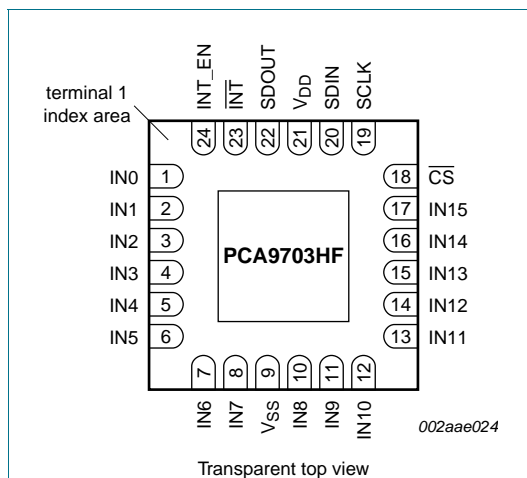 terminal 1
index area
INT_EN
INT
SDOUT
VDD
SDIN
SCLK
24 23 22 21 20 19
IN0 1
IN1 2
IN2 3
IN3 4
IN4 5
IN5 6
PCA9703HF
18 CS
17 IN15
16 IN14
15 IN13
14 IN12
13 IN11
7 8 9 10 11 12
IN6
IN7
VSS
IN8
IN9
IN10
002aae024
Transparent top view